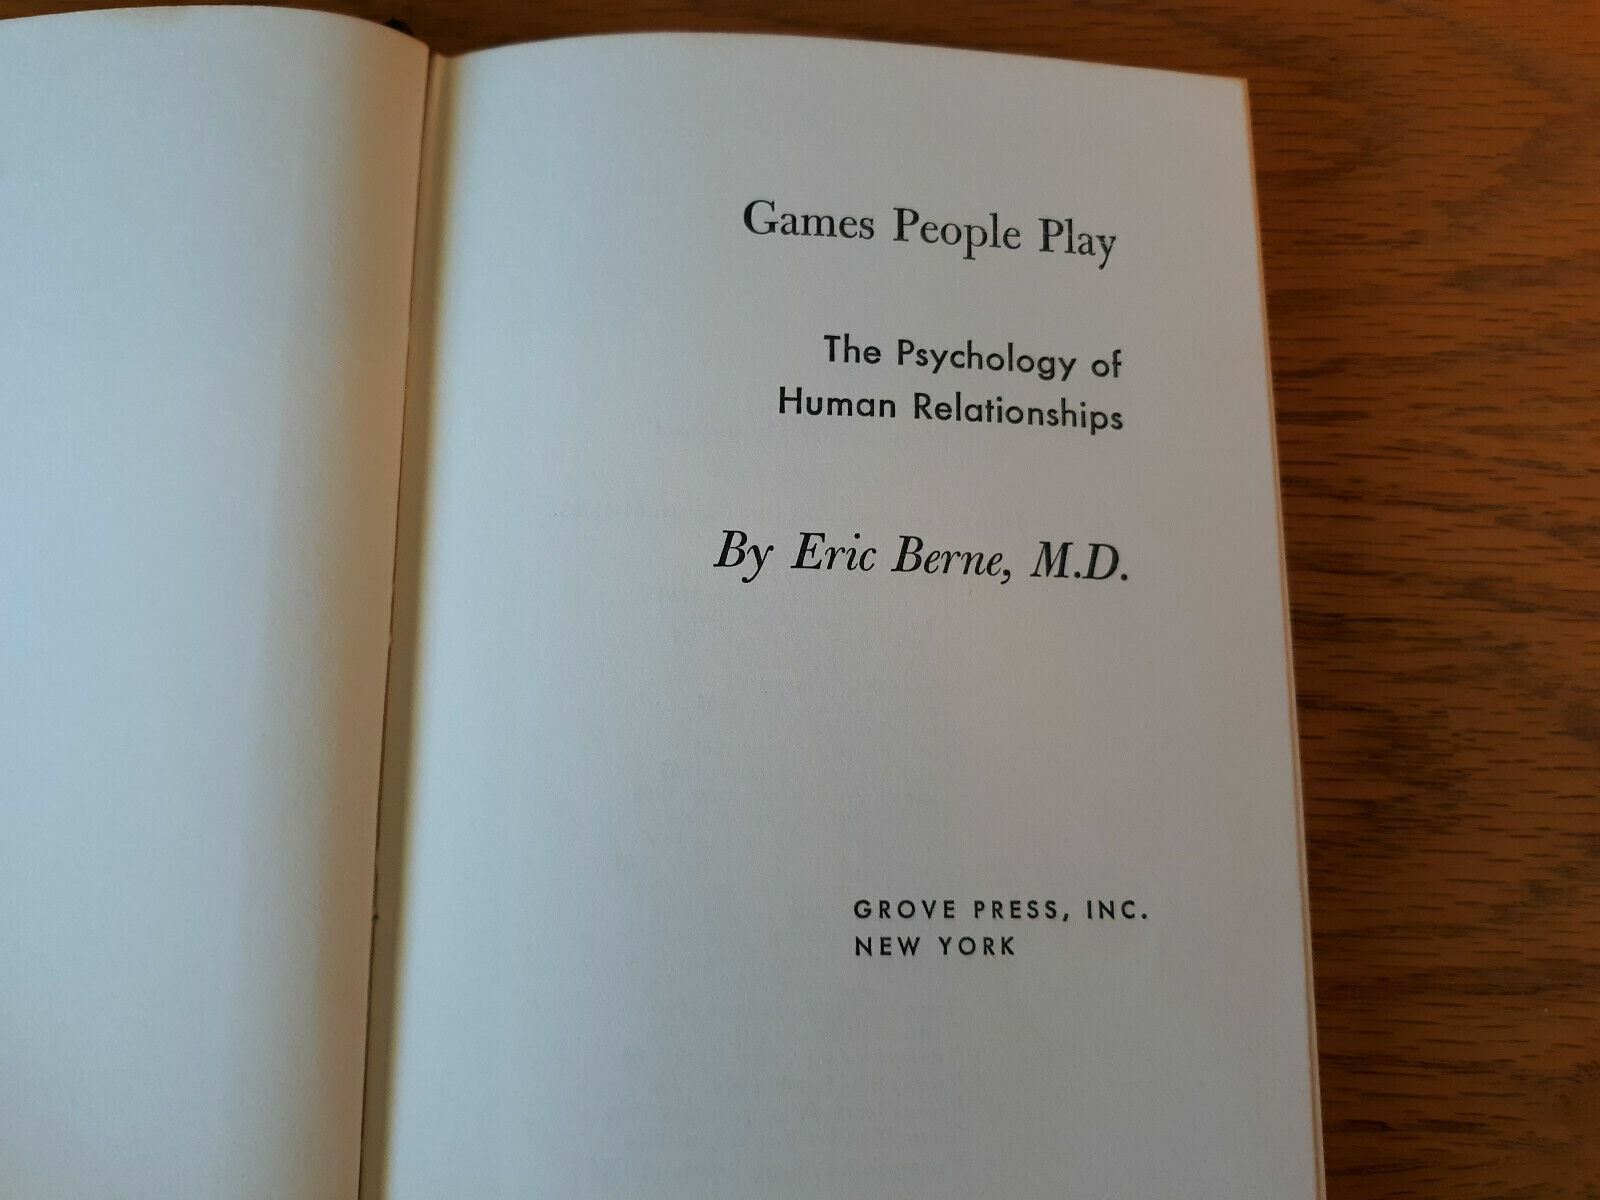 Games People Play
The Psychology of
Human Relationships
By Eric Berne, M.D.
GROVE PRESS, INC.
NEW YORK